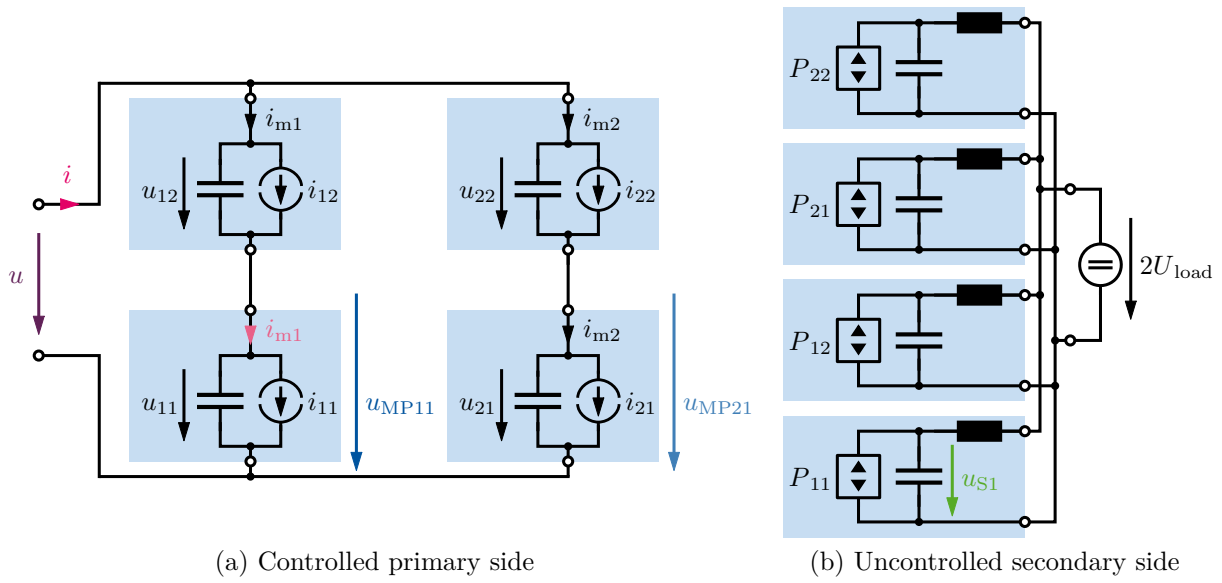 i
u
i_m1
u_12
i_12
i_m2
u_22
i_22
i_m1
u_11
i_11
u_MP11
i_m2
u_21
i_21
u_MP21
(a) Controlled primary side
P_22
P_21
P_12
P_11
u_S1
2U_load
(b) Uncontrolled secondary side